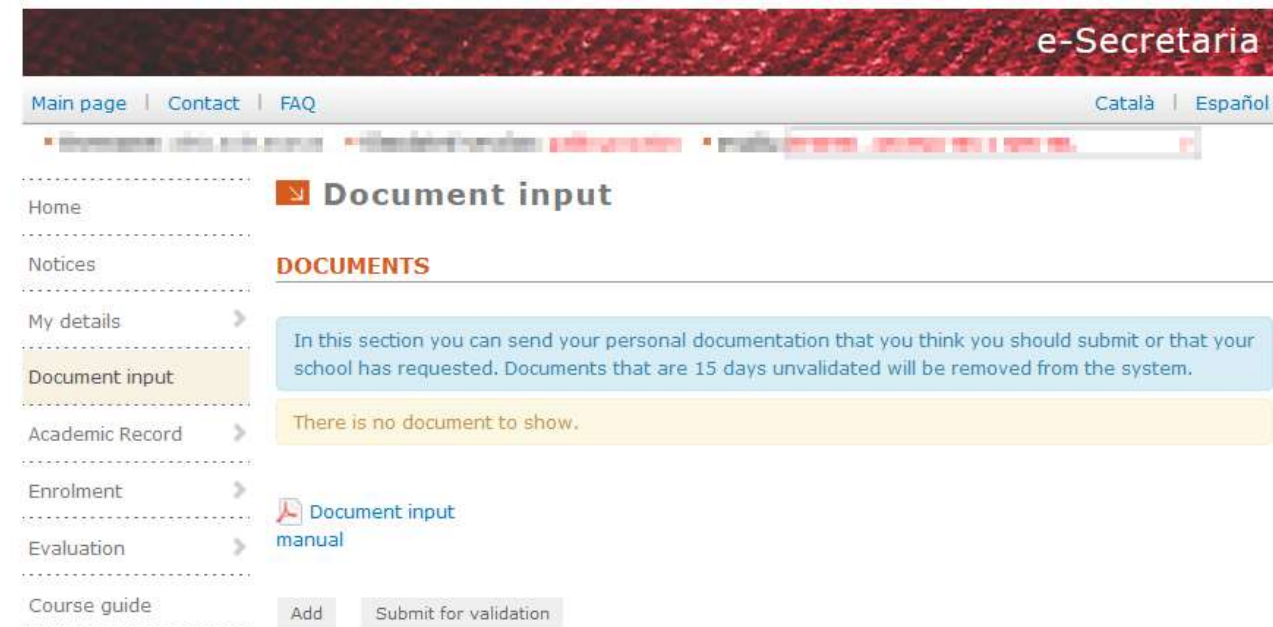 e-Secretaria
Main page | Contact | FAQ Català | Español
Home
Notices
My details
Document input
Academic Record
Enrolment
Evaluation
Course guide
Document input
DOCUMENTS
In this section you can send your personal documentation that you think you should submit or that your
school has requested. Documents that are 15 days unvalidated will be removed from the system.
There is no document to show.
Document input
manual
Add Submit for validation